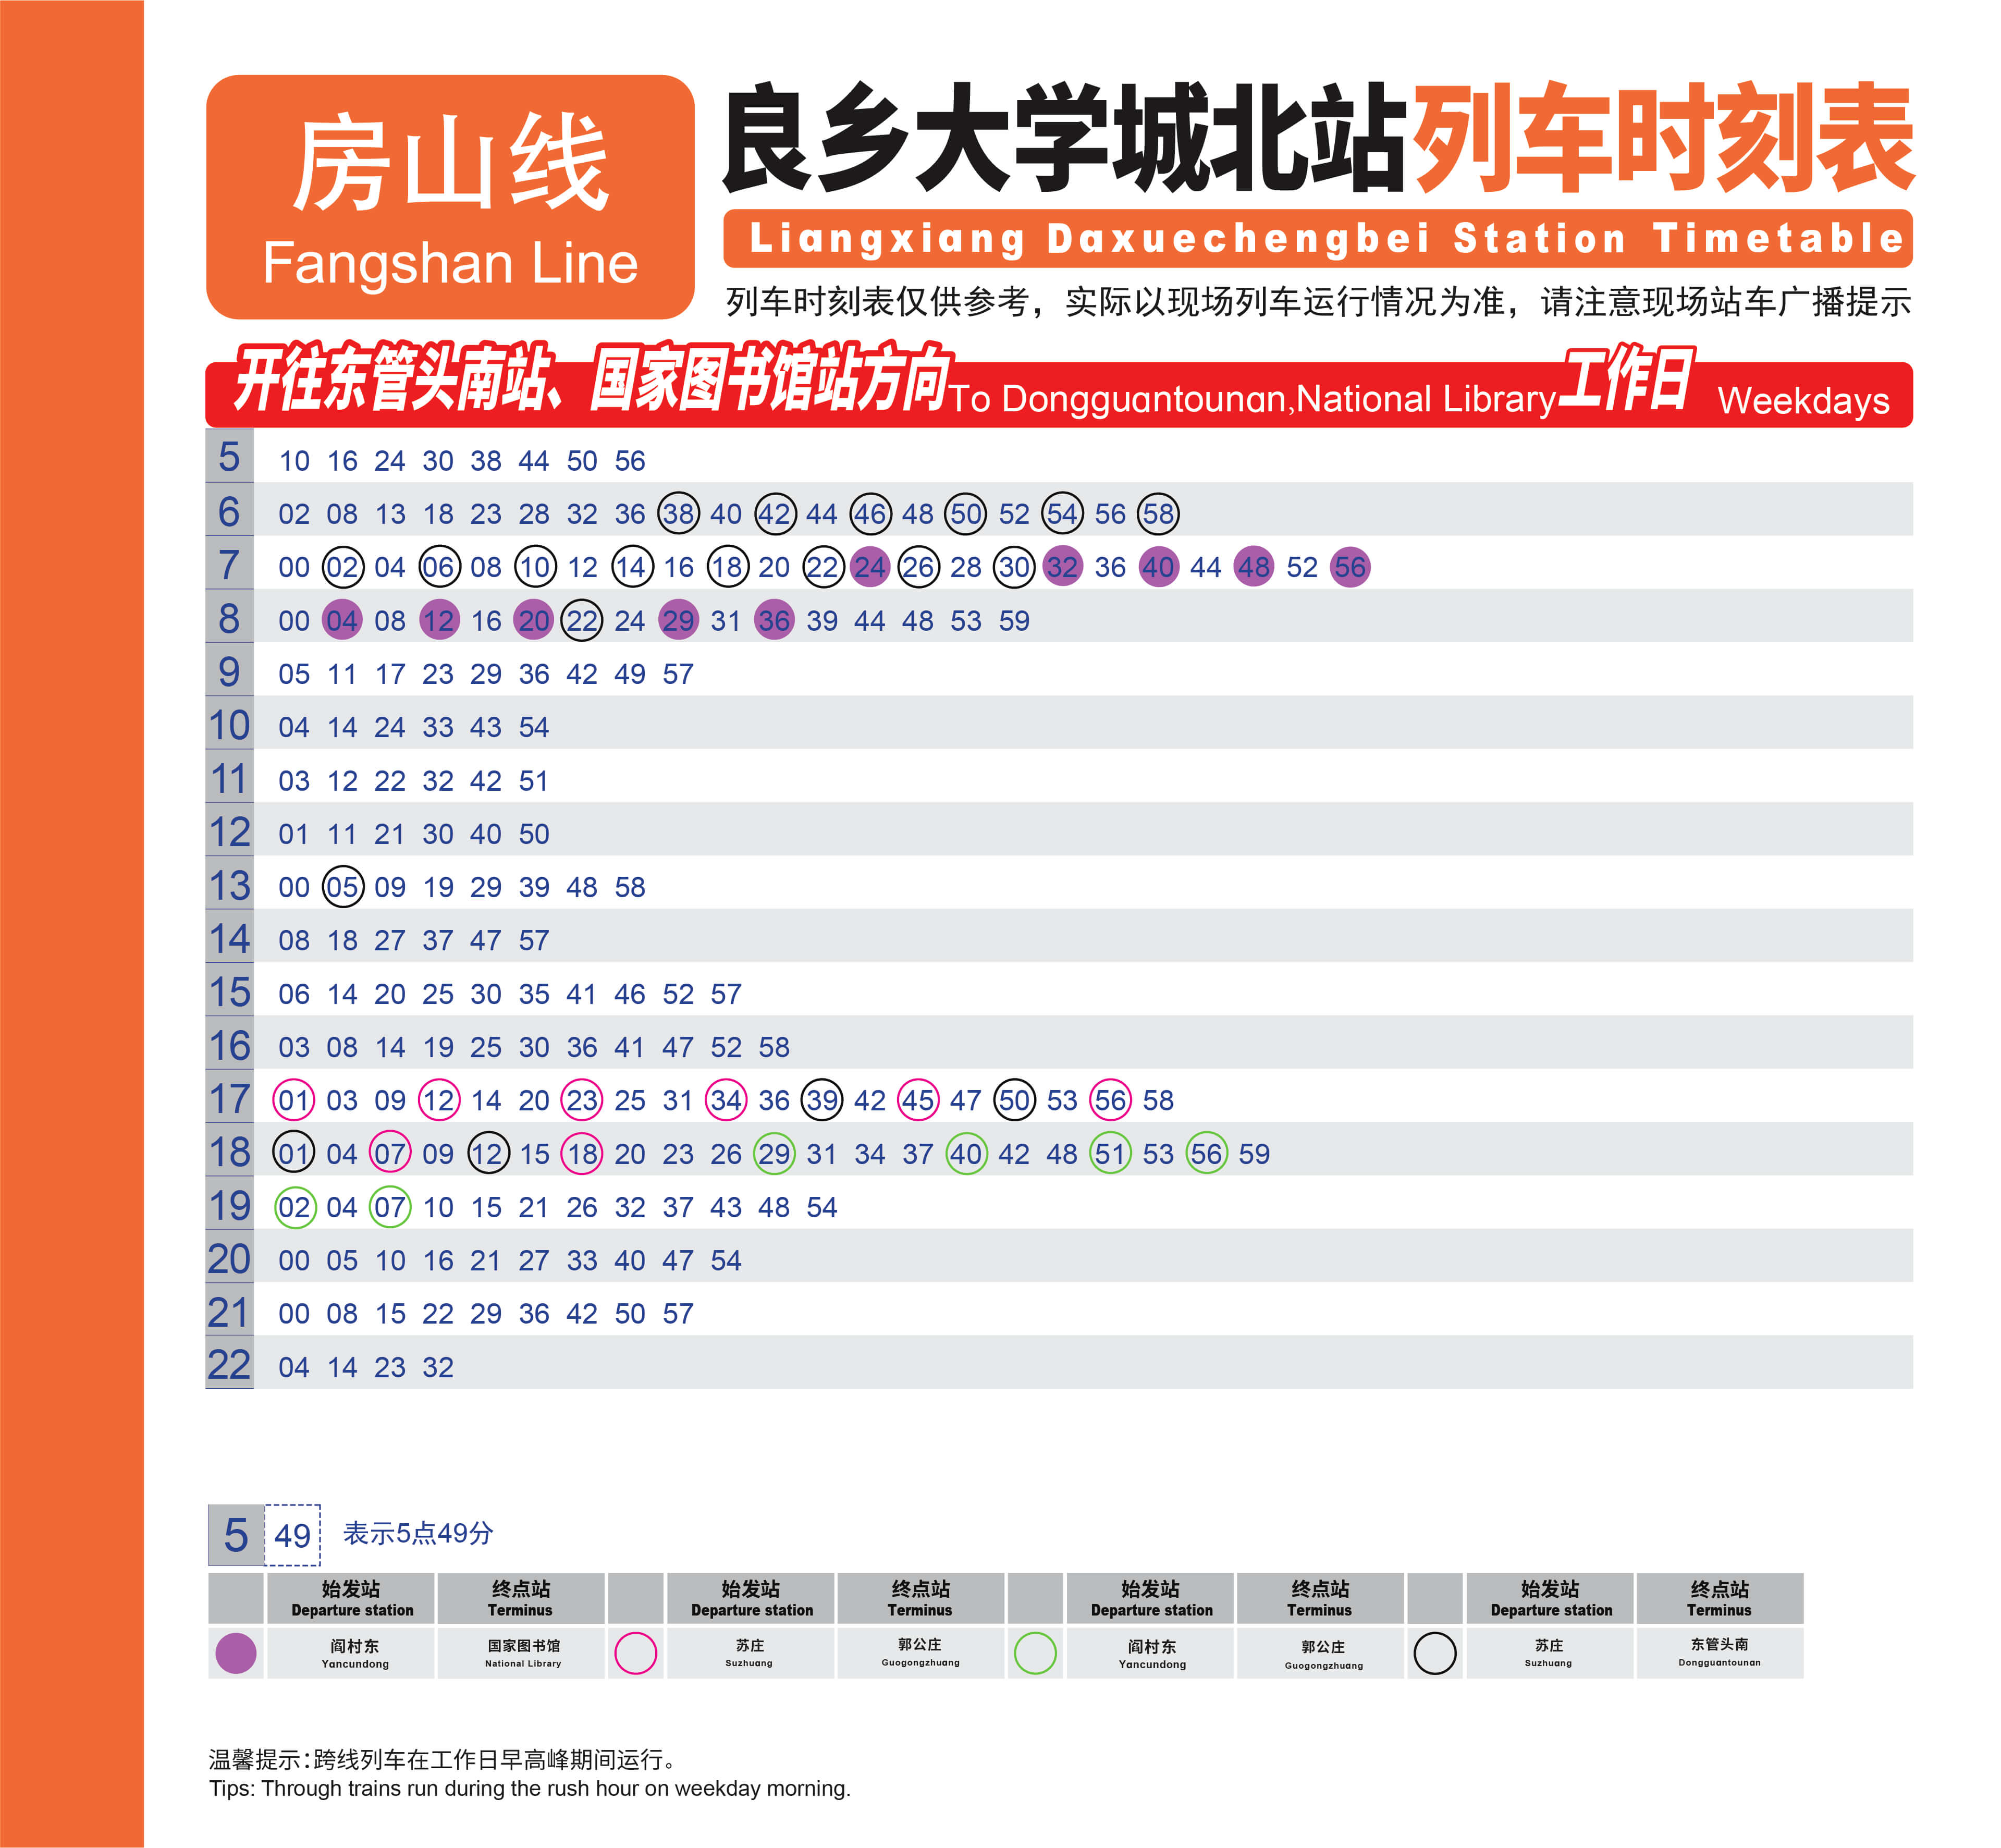 房山线
Fangshan Line
良乡大学城北站列车时刻表
Liangxiang Daxuechengbei Station Timetable
列车时刻表仅供参考，实际以现场列车运行情况为准，请注意现场站车广播提示
开往东管头南站、国家图书馆站方向To Dongguantounan,National Library工作日 Weekdays
5 10 16 24 30 38 44 50 56
6 02 08 13 18 23 28 32 36 38 40 42 44 46 48 50 52 54 56 58
7 00 02 04 06 08 10 12 14 16 18 20 22 24 26 28 30 32 36 40 44 48 52 56
8 00 04 08 12 16 20 22 24 29 31 36 39 44 48 53 59
9 05 11 17 23 29 36 42 49 57
10 04 14 24 33 43 54
11 03 12 22 32 42 51
12 01 11 21 30 40 50
13 00 05 09 19 29 39 48 58
14 08 18 27 37 47 57
15 06 14 20 25 30 35 41 46 52 57
16 03 08 14 19 25 30 36 41 47 52 58
17 01 03 09 12 14 20 23 25 31 34 36 39 42 45 47 50 53 56 58
18 01 04 07 09 12 15 18 20 23 26 29 31 34 37 40 42 48 51 53 56 59
19 02 04 07 10 15 21 26 32 37 43 48 54
20 00 05 10 16 21 27 33 40 47 54
21 00 08 15 22 29 36 42 50 57
22 04 14 23 32
5 49 表示5点49分
始发站 终点站 始发站 终点站 始发站 终点站 始发站 终点站
Departure station Terminus Departure station Terminus Departure station Terminus Departure station Terminus
阎村东 国家图书馆 苏庄 郭公庄 阎村东 郭公庄 苏庄 东管头南
Yancundong National Library Suzhuang Guogongzhuang Yancundong Guogongzhuang Suzhuang Dongguantounan
温馨提示：跨线列车在工作日早高峰期间运行。
Tips: Through trains run during the rush hour on weekday morning.